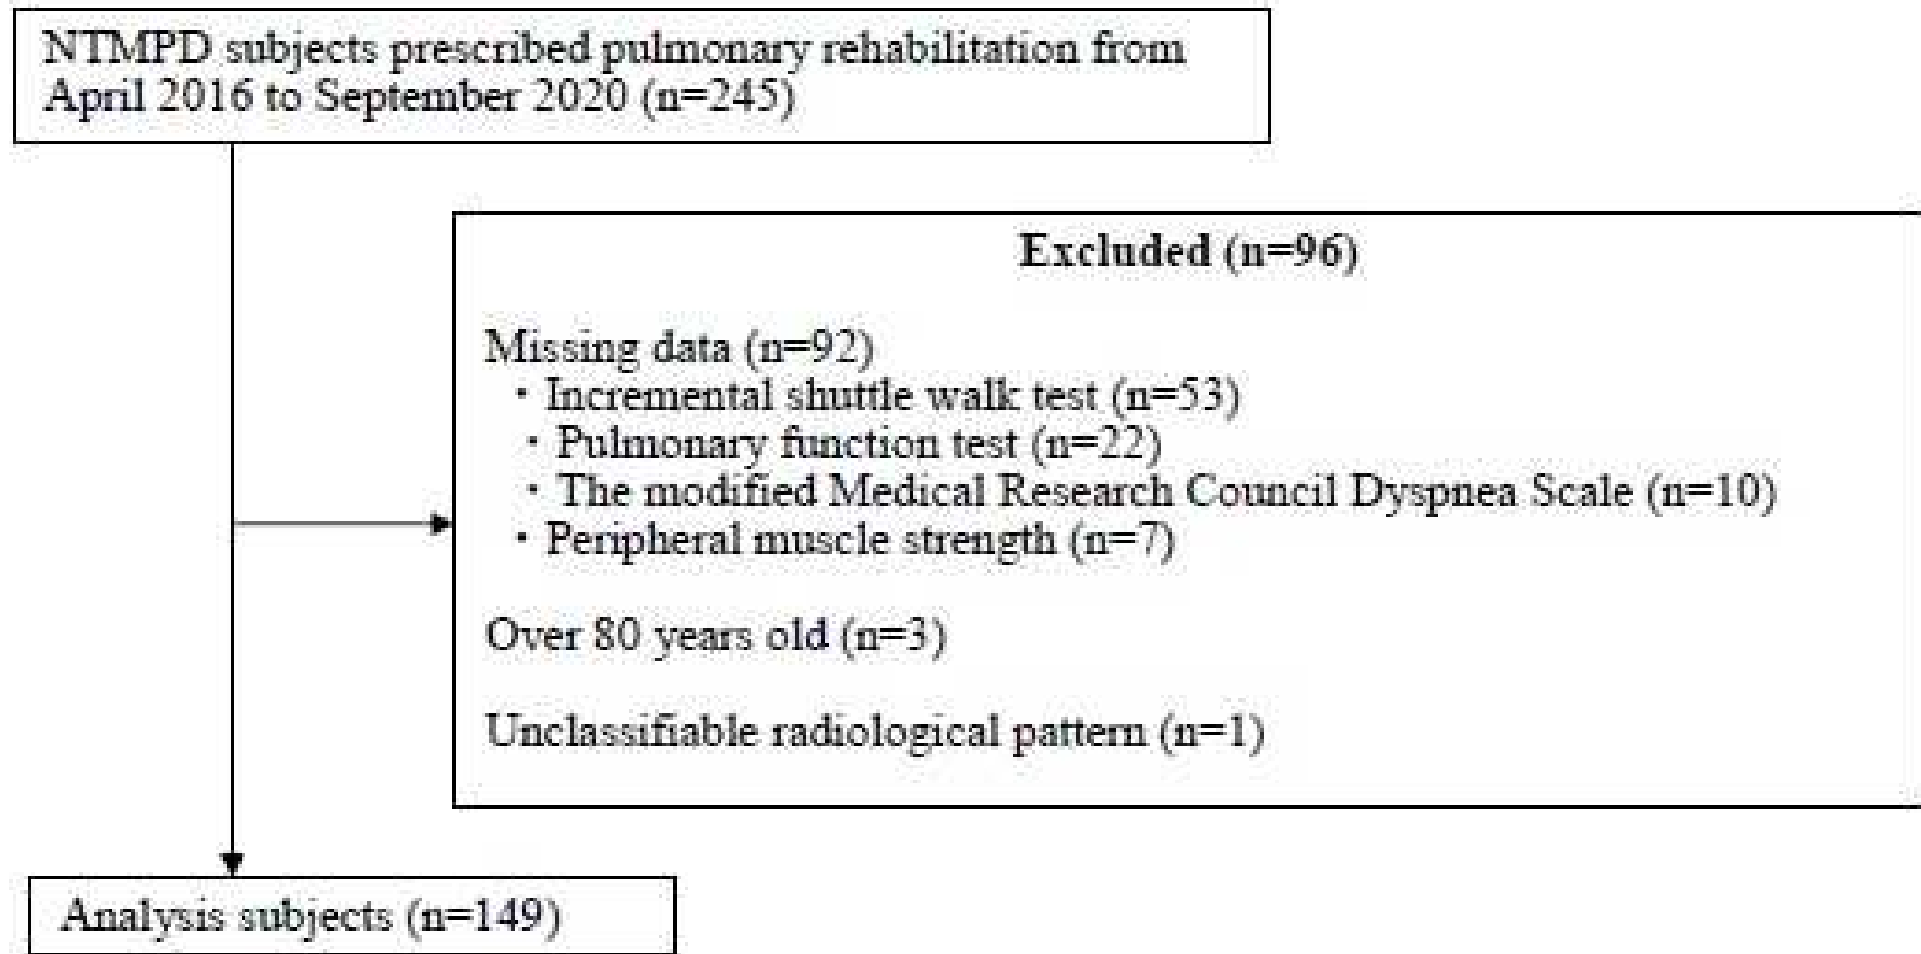 NTMPD subjects prescribed pulmonary rehabilitation from
April 2016 to September 2020 (n=245)
Excluded (n=96)
Missing data (n=92)
・Incremental shuttle walk test (n=53)
・Pulmonary function test (n=22)
・The modified Medical Research Council Dyspnea Scale (n=10)
・Peripheral muscle strength (n=7)
Over 80 years old (n=3)
Unclassifiable radiological pattern (n=1)
Analysis subjects (n=149)